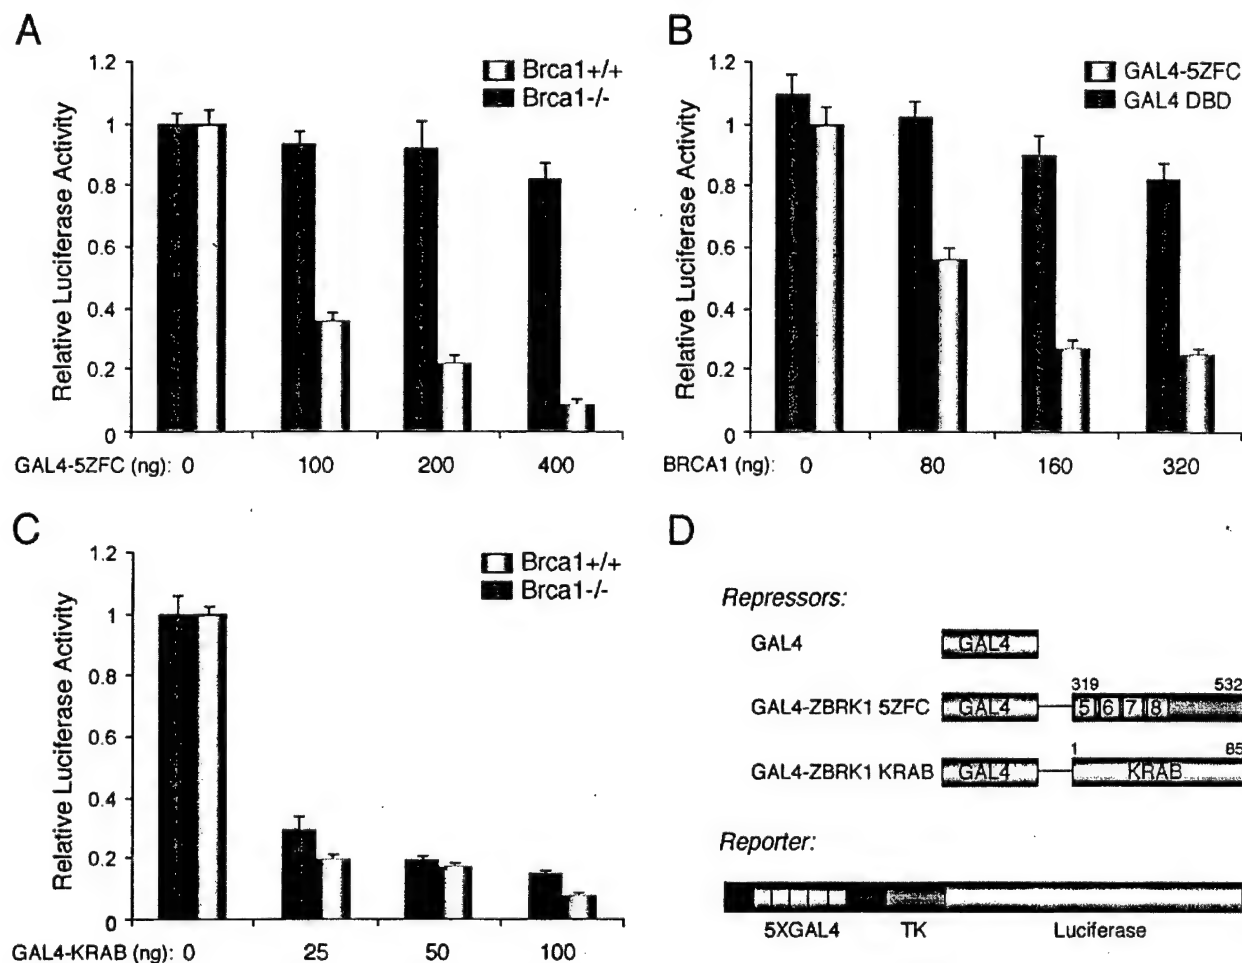 A
Relative Luciferase Activity
1.2
1
0.8
0.6
0.4
0.2
0
Brca1+/+
Brca1-/-
GAL4-5ZFC (ng): 0 100 200 400
B
Relative Luciferase Activity
1.2
1
0.8
0.6
0.4
0.2
0
GAL4-5ZFC
GAL4 DBD
BRCA1 (ng) 0 80 160 320
C
Relative Luciferase Activity
1.2
1
0.8
0.6
0.4
0.2
0
Brca1+/+
Brca1-/-
GAL4-KRAB (ng): 0 25 50 100
D
Repressors:
GAL4 GAL4
319 532
GAL4-ZBRK1 5ZFC GAL4 5 6 7 8
1 85
GAL4-ZBRK1 KRAB GAL4 KRAB
Reporter:
5XGAL4 TK Luciferase